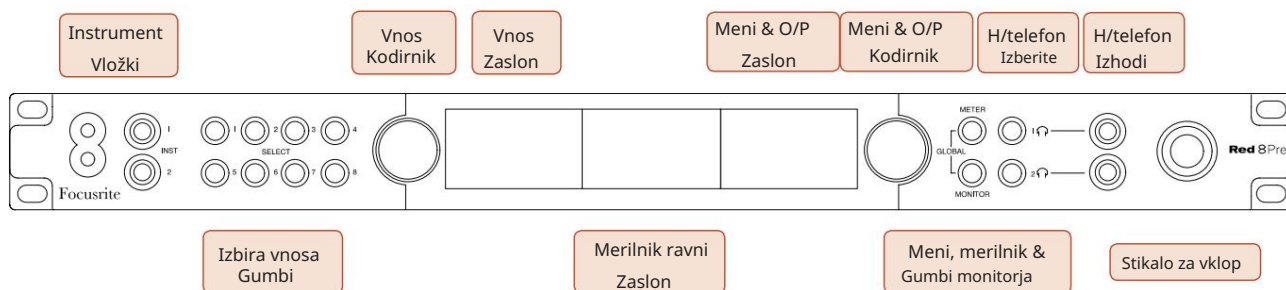 Instrument
Vložki
Vnos
Kodirnik
Vnos
Zaslon
Meni & O/P
Zaslon
Meni & O/P
Kodirnik
H/telefon
Izberite
H/telefon
Izhodi
1
INST
2
1
2
3
4
SELECT
5
6
7
8
Focusrite
METER
GLOBAL
MONITOR
1
2
Red 8Pre
Izbira vnosa
Gumbi
Merilnik ravni
Zaslon
Meni, merilnik &
Gumbi monitorja
Stikalo za vklop